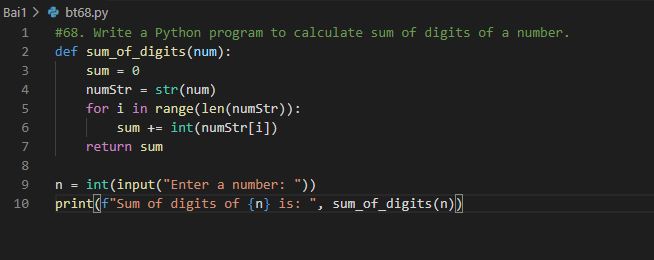 Bai1 > bt68.py
1 #68. Write a Python program to calculate sum of digits of a number.
2 def sum_of_digits(num):
3     sum = 0
4     numStr = str(num)
5     for i in range(len(numStr)):
6         sum += int(numStr[i])
7     return sum
8
9 n = int(input("Enter a number: "))
10 print(f"Sum of digits of {n} is: ", sum_of_digits(n))